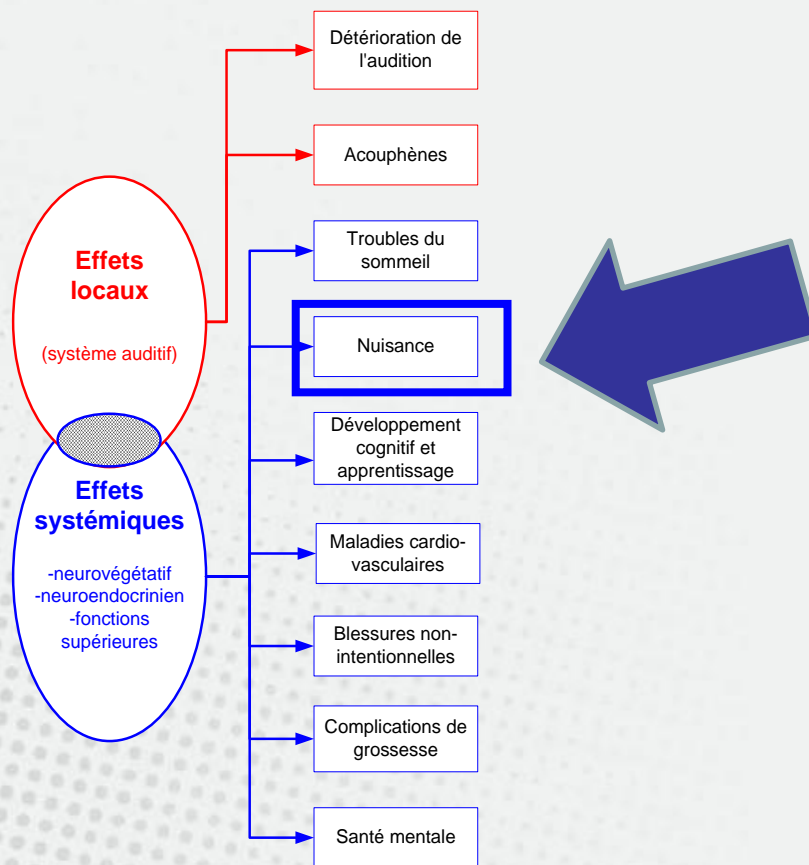 Détérioration de
l'audition
Acouphènes
Effets
locaux
(système auditif)
Troubles du
sommeil
Nuisance
Développement
cognitif et
apprentissage
Effets
systémiques
-neurovégétatif
-neuroendocrinien
-fonctions
supérieures
Maladies cardio-
vasculaires
Blessures non-
intentionnelles
Complications de
grossesse
Santé mentale